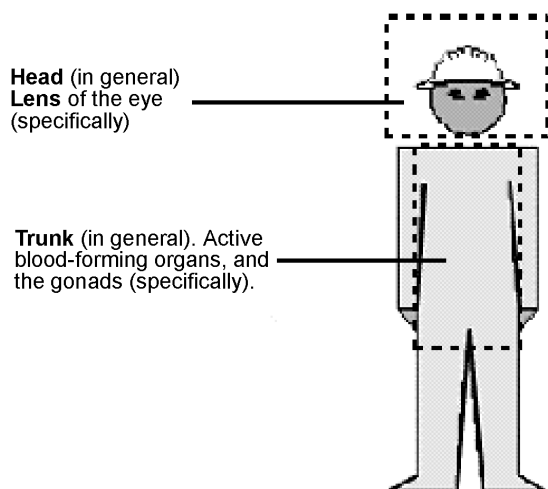 Head (in general)
Lens of the eye
(specifically)
Trunk (in general). Active
blood-forming organs, and
the gonads (specifically).